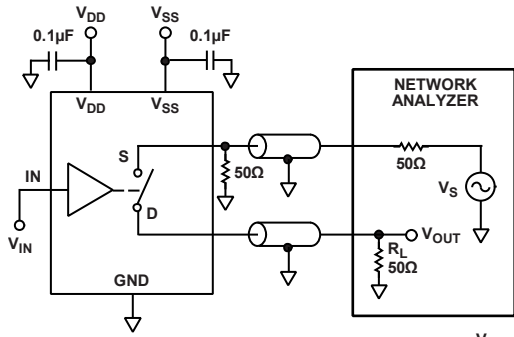 VDD
VSS
0.1µF
0.1µF
VDD
VSS
NETWORK
ANALYZER
S
50Ω
50Ω
VS
IN
D
VIN
VOUT
RL
50Ω
GND
V